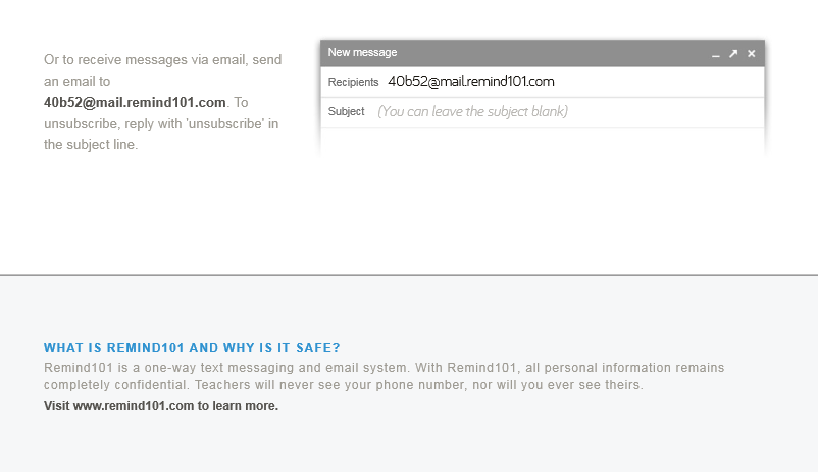 Or to receive messages via email, send
an email to
40b52@mail.remind101.com. To
unsubscribe, reply with 'unsubscribe' in
the subject line.
New message
Recipients 40b52@mail.remind101.com
Subject (You can leave the subject blank)
WHAT IS REMIND101 AND WHY IS IT SAFE?
Remind101 is a one-way text messaging and email system. With Remind101, all personal information remains
completely confidential. Teachers will never see your phone number, nor will you ever see theirs.
Visit www.remind101.com to learn more.